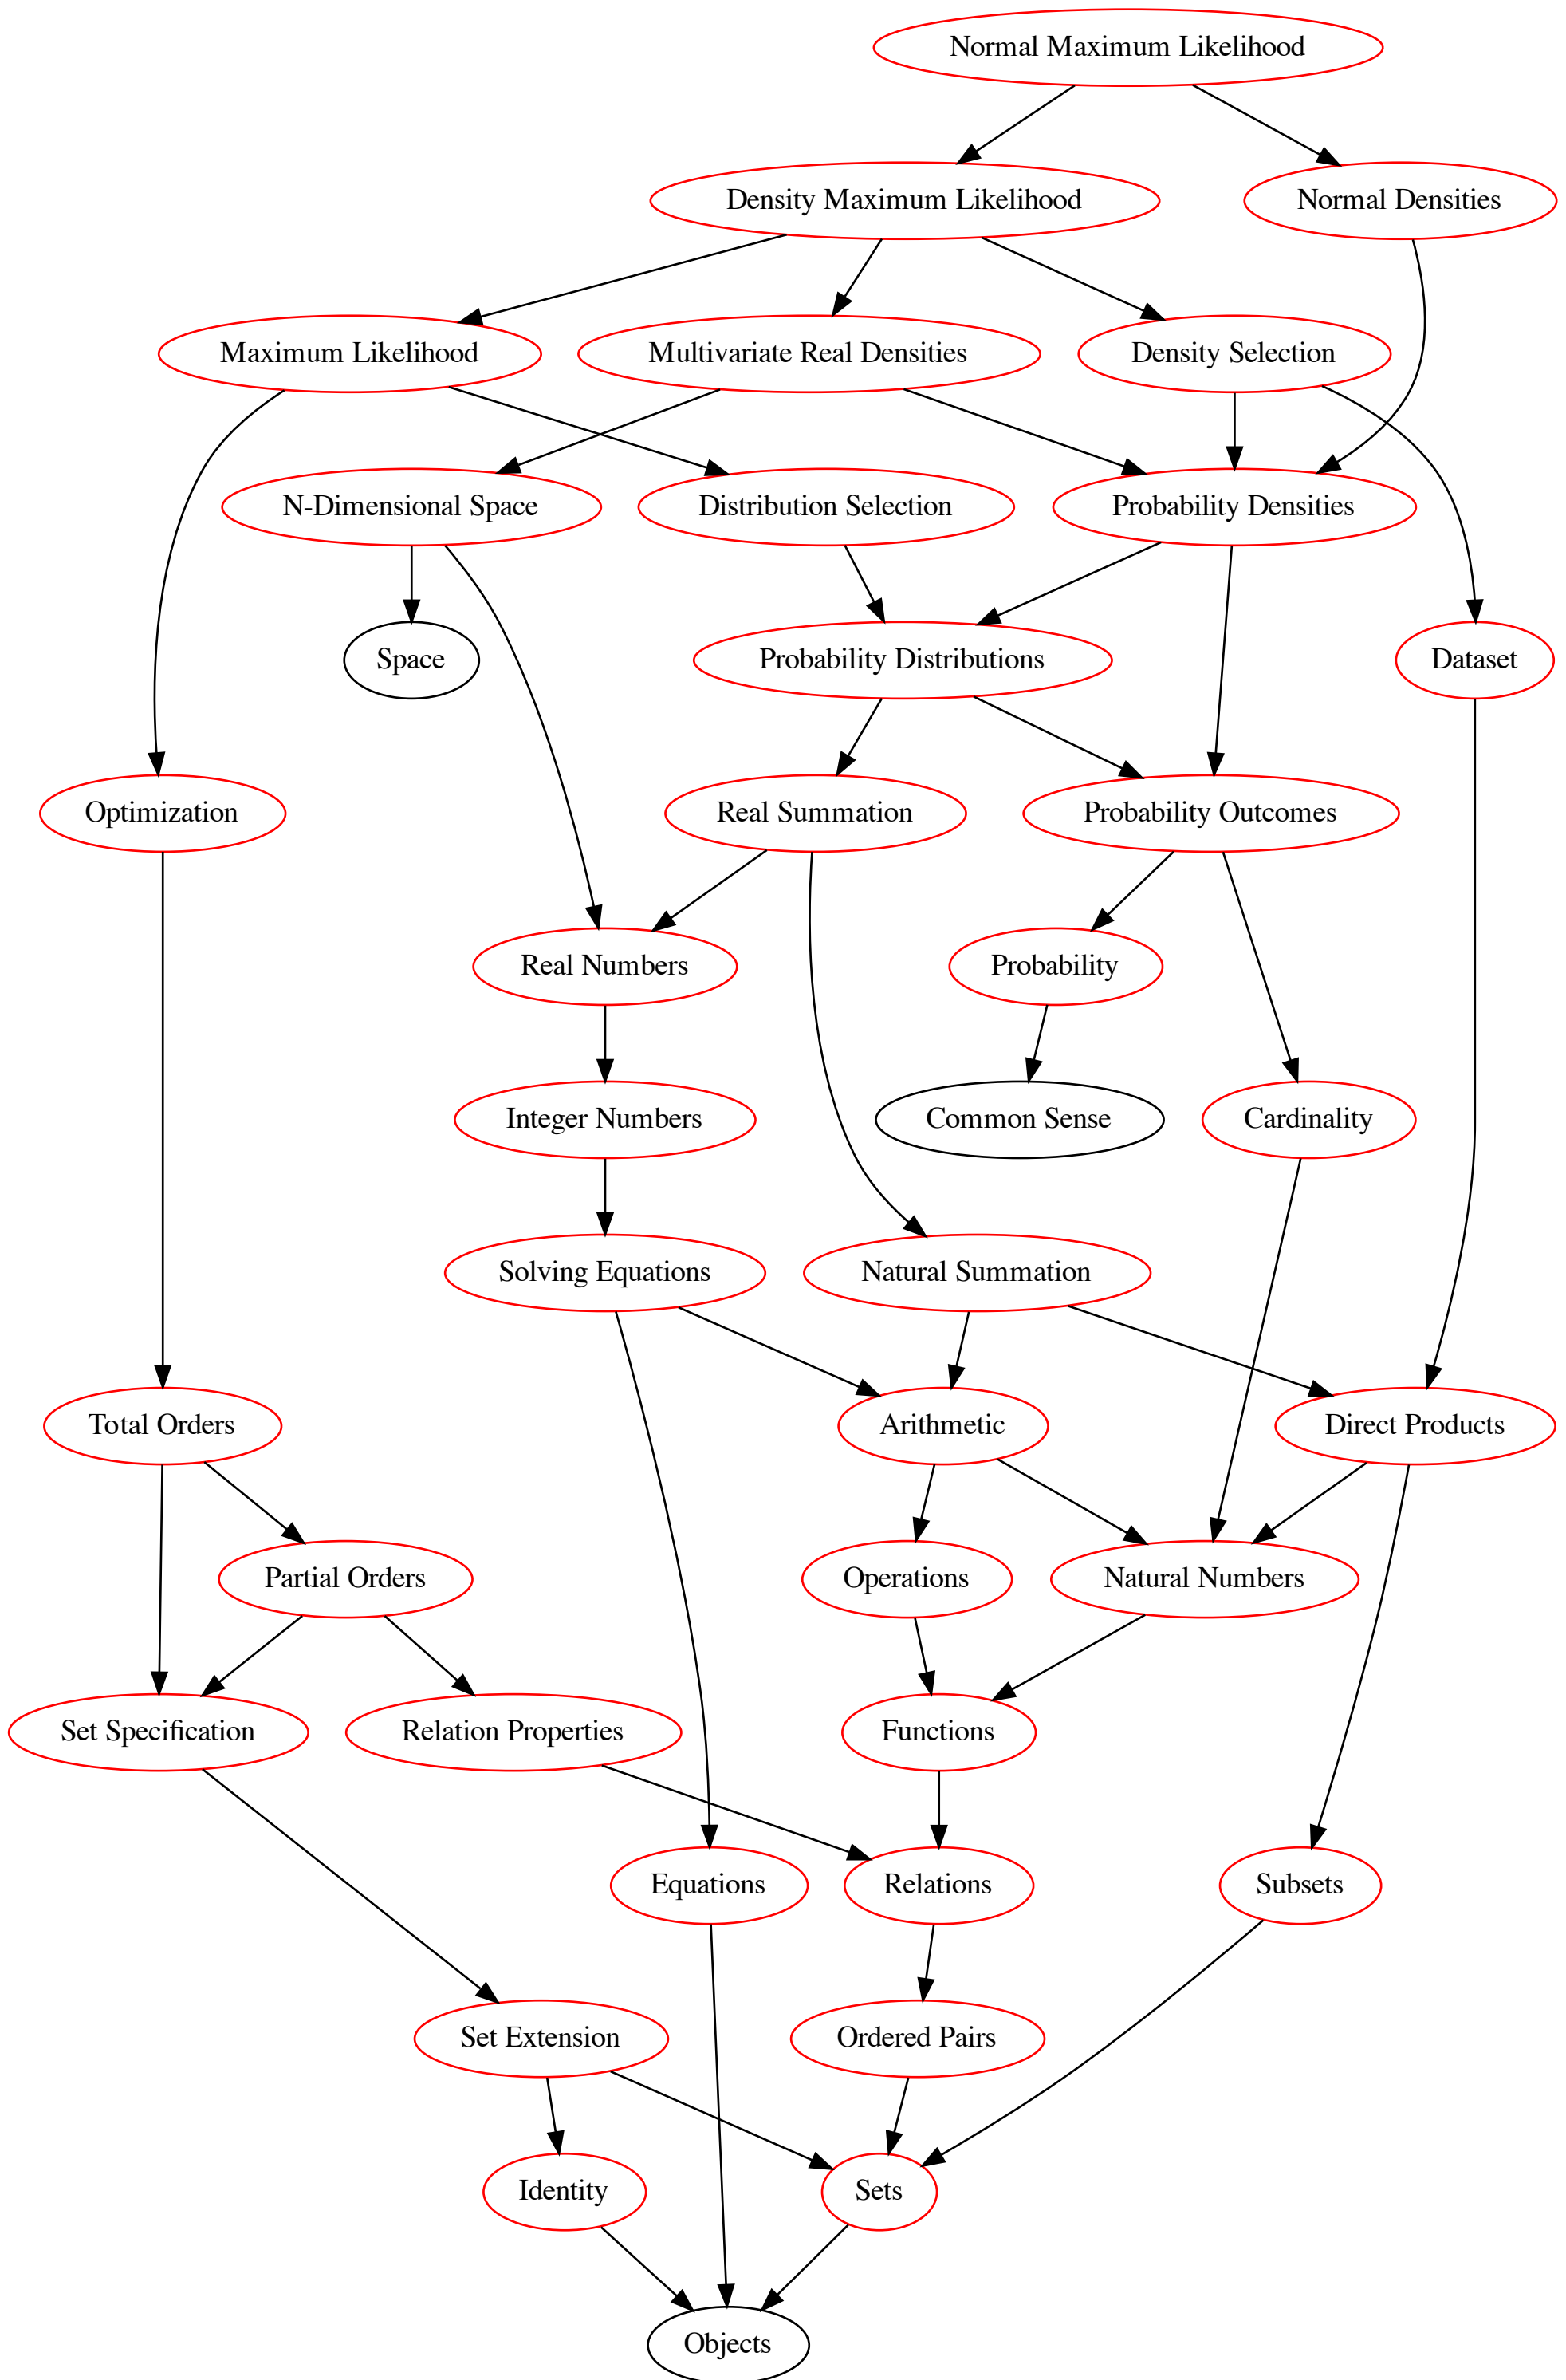 Normal Maximum Likelihood
Density Maximum Likelihood
Normal Densities
Maximum Likelihood
Multivariate Real Densities
Density Selection
N-Dimensional Space
Distribution Selection
Probability Densities
Space
Probability Distributions
Dataset
Optimization
Real Summation
Probability Outcomes
Real Numbers
Probability
Integer Numbers
Common Sense
Cardinality
Solving Equations
Natural Summation
Total Orders
Arithmetic
Direct Products
Partial Orders
Operations
Natural Numbers
Set Specification
Relation Properties
Functions
Equations
Relations
Subsets
Set Extension
Ordered Pairs
Identity
Sets
Objects